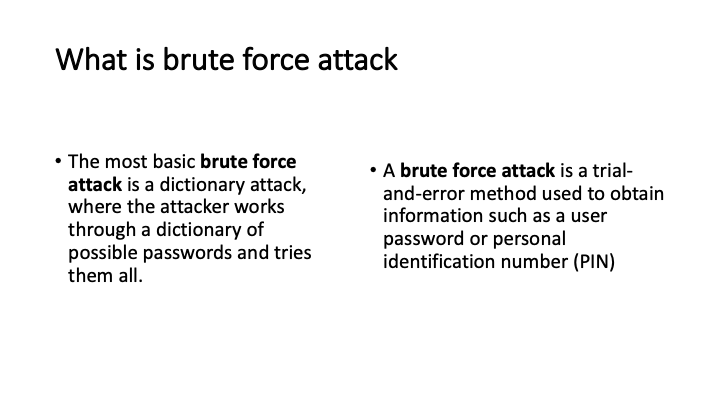 What is brute force attack
• The most basic brute force
attack is a dictionary attack,
where the attacker works
through a dictionary of
possible passwords and tries
them all.
• A brute force attack is a trial-
and-error method used to obtain
information such as a user
password or personal
identification number (PIN)